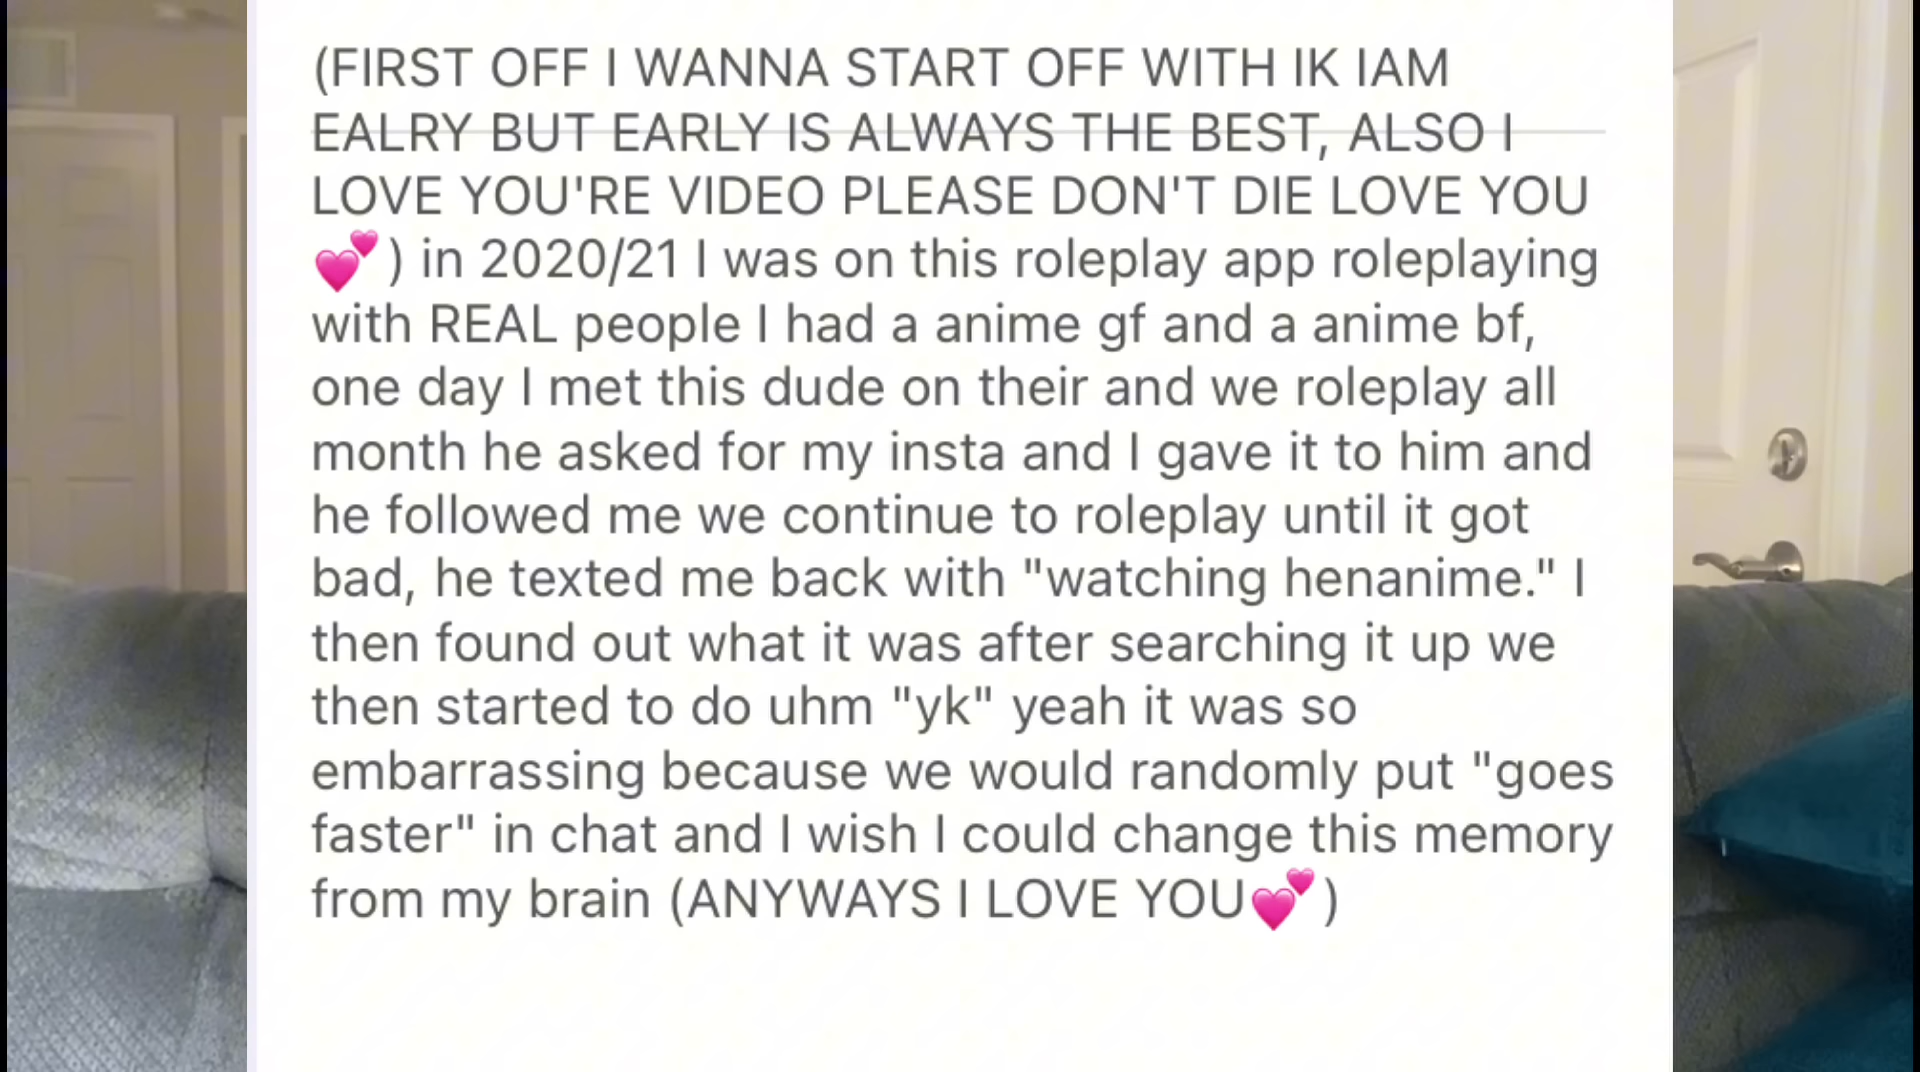 (FIRST OFF I WANNA START OFF WITH IK IAM
EALRY BUT EARLY IS ALWAYS THE BEST, ALSO I
LOVE YOU'RE VIDEO PLEASE DON'T DIE LOVE YOU
💕) in 2020/21 I was on this roleplay app roleplaying
with REAL people I had a anime gf and a anime bf,
one day I met this dude on their and we roleplay all
month he asked for my insta and I gave it to him and
he followed me we continue to roleplay until it got
bad, he texted me back with "watching henanime." I
then found out what it was after searching it up we
then started to do uhm "yk" yeah it was so
embarrassing because we would randomly put "goes
faster" in chat and I wish I could change this memory
from my brain (ANYWAYS I LOVE YOU💕)